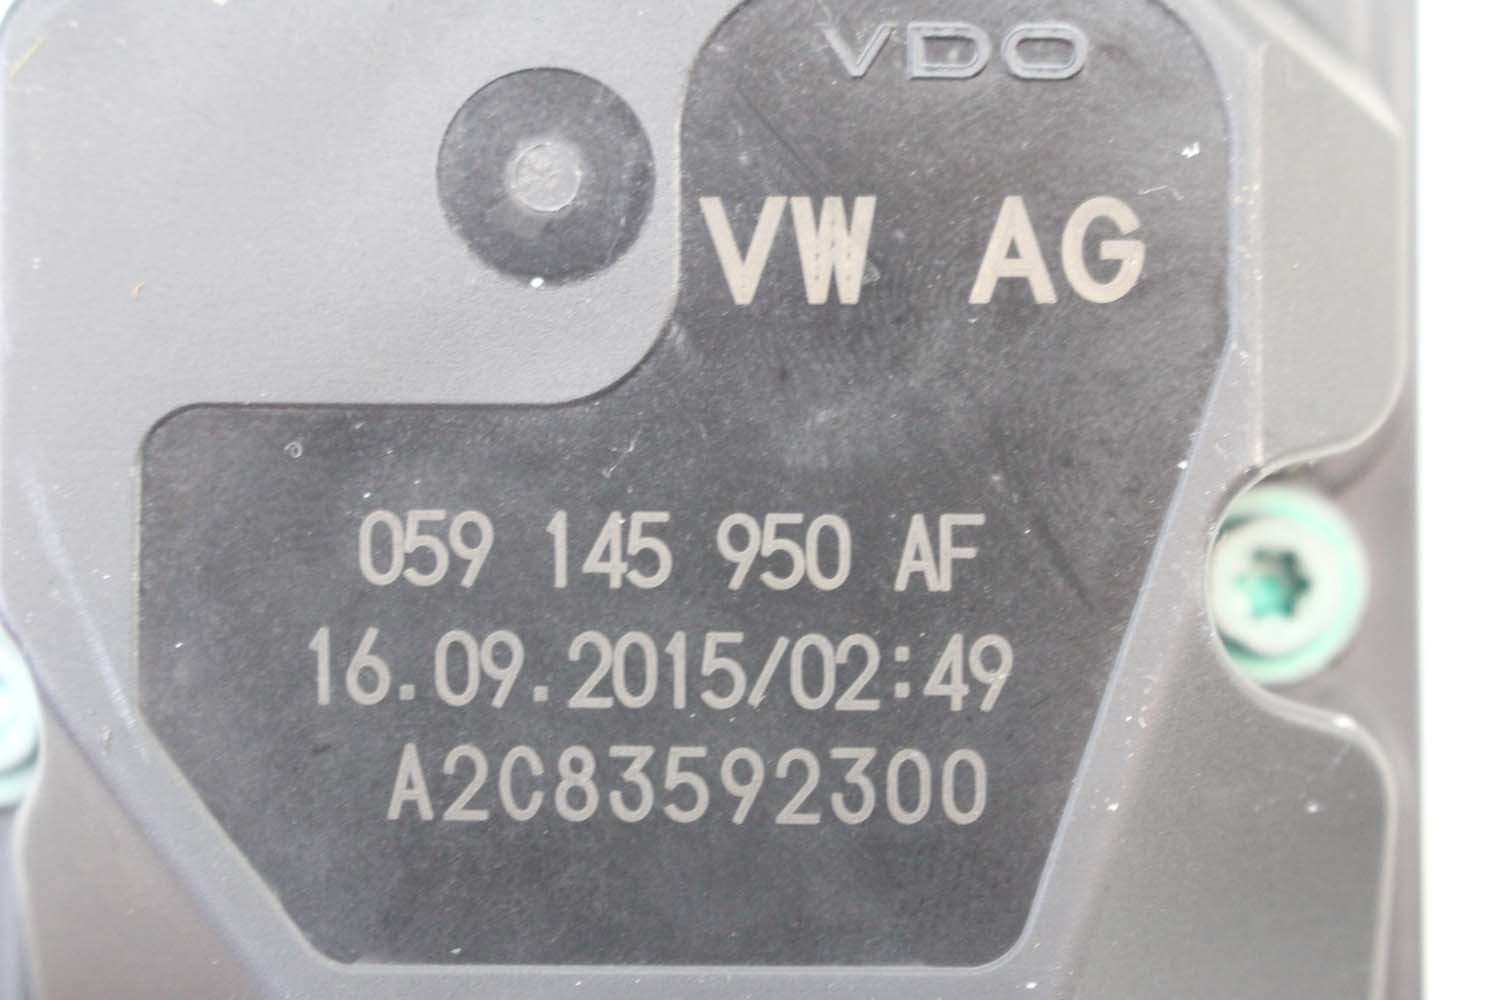 VDO
VW AG
059 145 950 AF
16.09.2015/02:49
A2C83592300